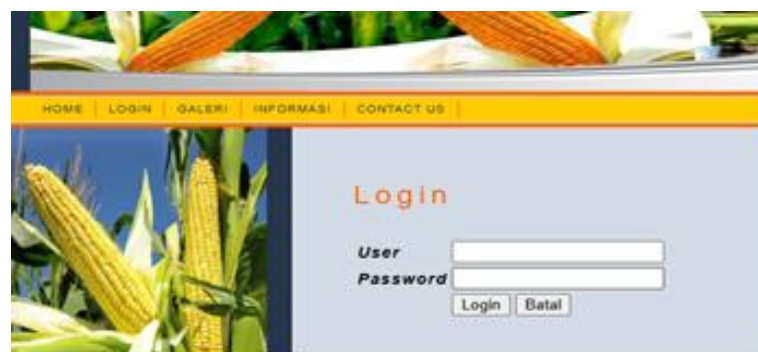 HOME | LOGIN | GALERI | INFORMASI | CONTACT US |
Login
User
Password
Login Batal